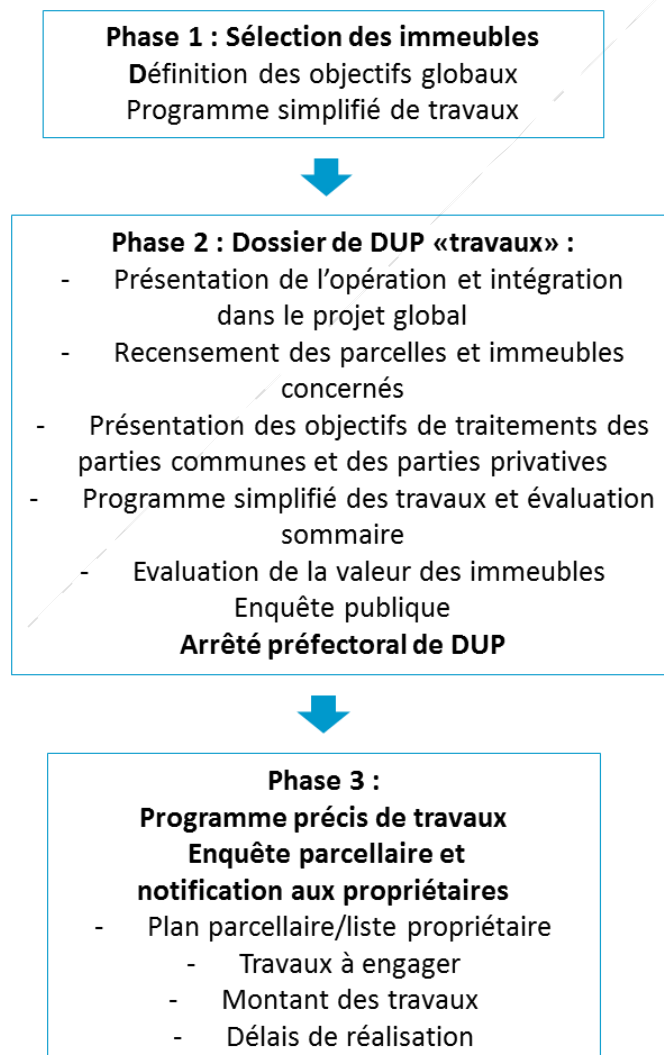 Phase 1 : Sélection des immeubles
Définition des objectifs globaux
Programme simplifié de travaux
Phase 2 : Dossier de DUP «travaux» :
- Présentation de l'opération et intégration
dans le projet global
- Recensement des parcelles et immeubles
concernés
- Présentation des objectifs de traitements des
parties communes et des parties privatives
- Programme simplifié des travaux et évaluation
sommaire
- Evaluation de la valeur des immeubles
Enquête publique
Arrêté préfectoral de DUP
Phase 3 :
Programme précis de travaux
Enquête parcellaire et
notification aux propriétaires
- Plan parcellaire/liste propriétaire
- Travaux à engager
- Montant des travaux
- Délais de réalisation